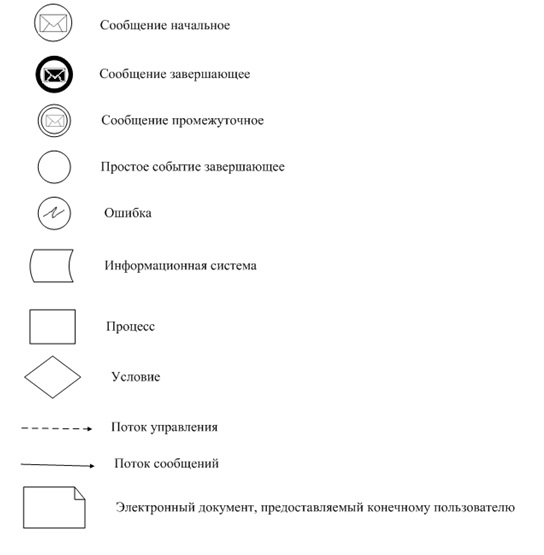 Сообщение начальное
Сообщение завершающее
Сообщение промежуточное
Простое событие завершающее
Ошибка
Информационная система
Процесс
Условие
Поток управления
Поток сообщений
Электронный документ, предоставляемый конечному пользователю